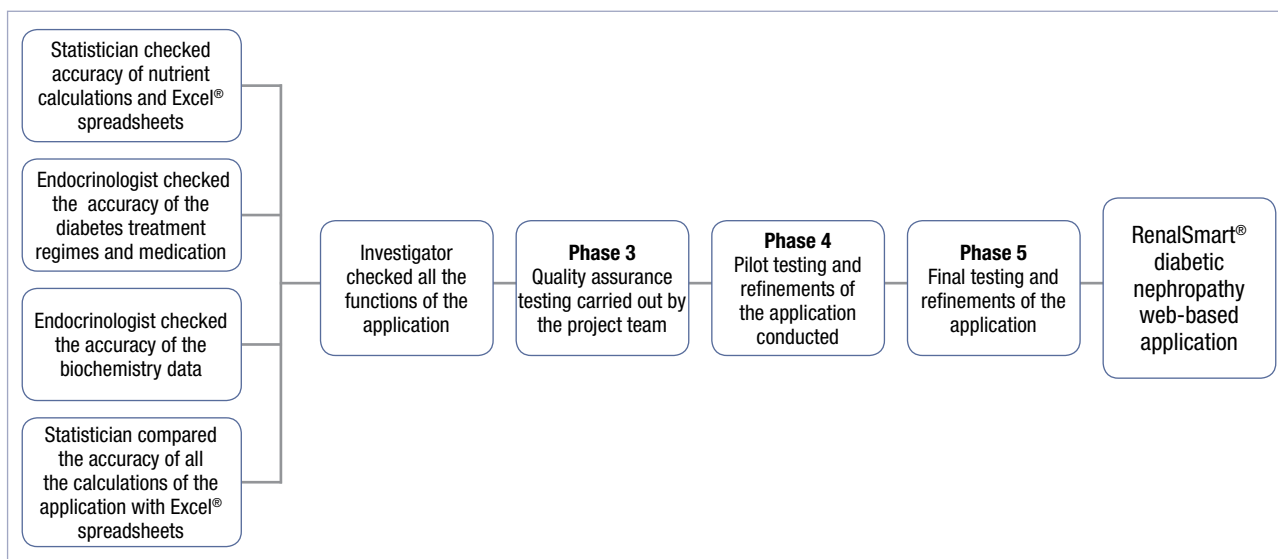 Statistician checked
accuracy of nutrient
calculations and Excel®
spreadsheets
Endocrinologist checked
the accuracy of the
diabetes treatment
regimes and medication
Endocrinologist checked
the accuracy of the
biochemistry data
Statistician compared
the accuracy of all
the calculations of the
application with Excel®
spreadsheets
Investigator
checked all the
functions of the
application
Phase 3
Quality assurance
testing carried out by
the project team
Phase 4
Pilot testing and
refinements of
the application
conducted
Phase 5
Final testing and
refinements of the
application
RenalSmart®
diabetic
nephropathy
web-based
application